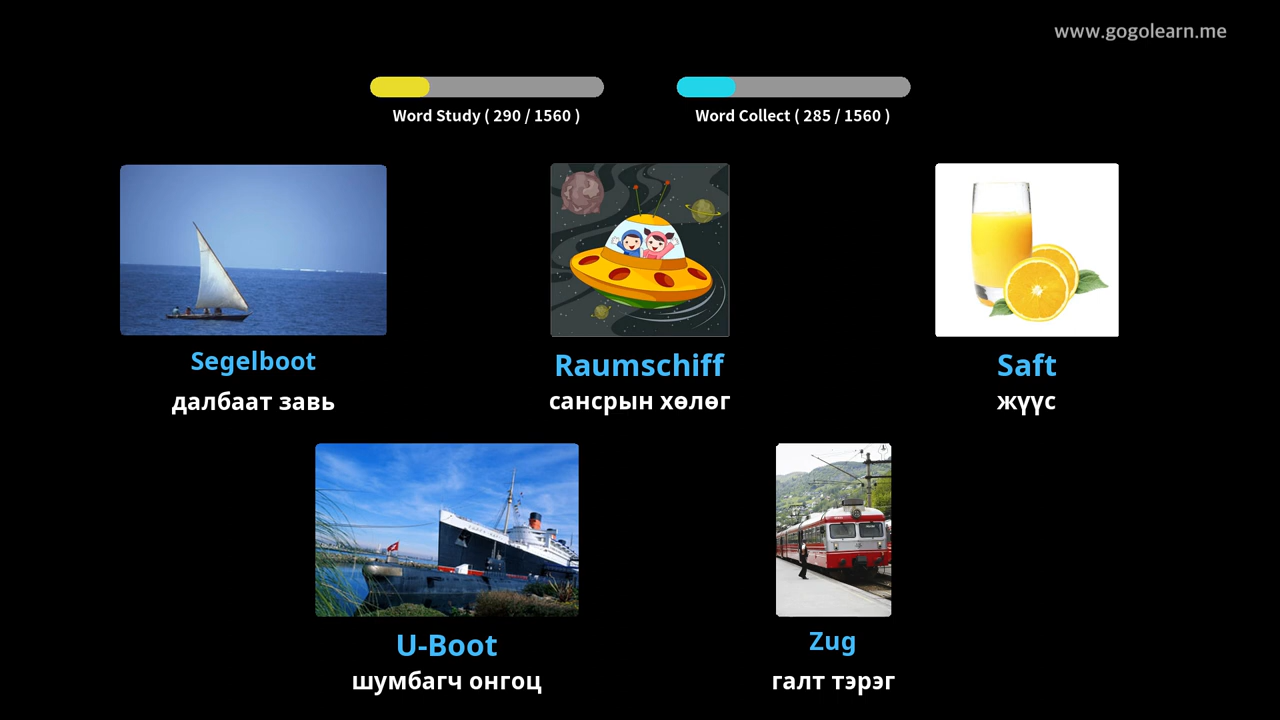 www.gogolearn.me
Word Study ( 290 / 1560 )
Word Collect ( 285 / 1560 )
Segelboot
далбаат завь
Raumschiff
сансрын хөлөг
Saft
жүүс
U-Boot
шумбагч онгоц
Zug
галт тэрэг